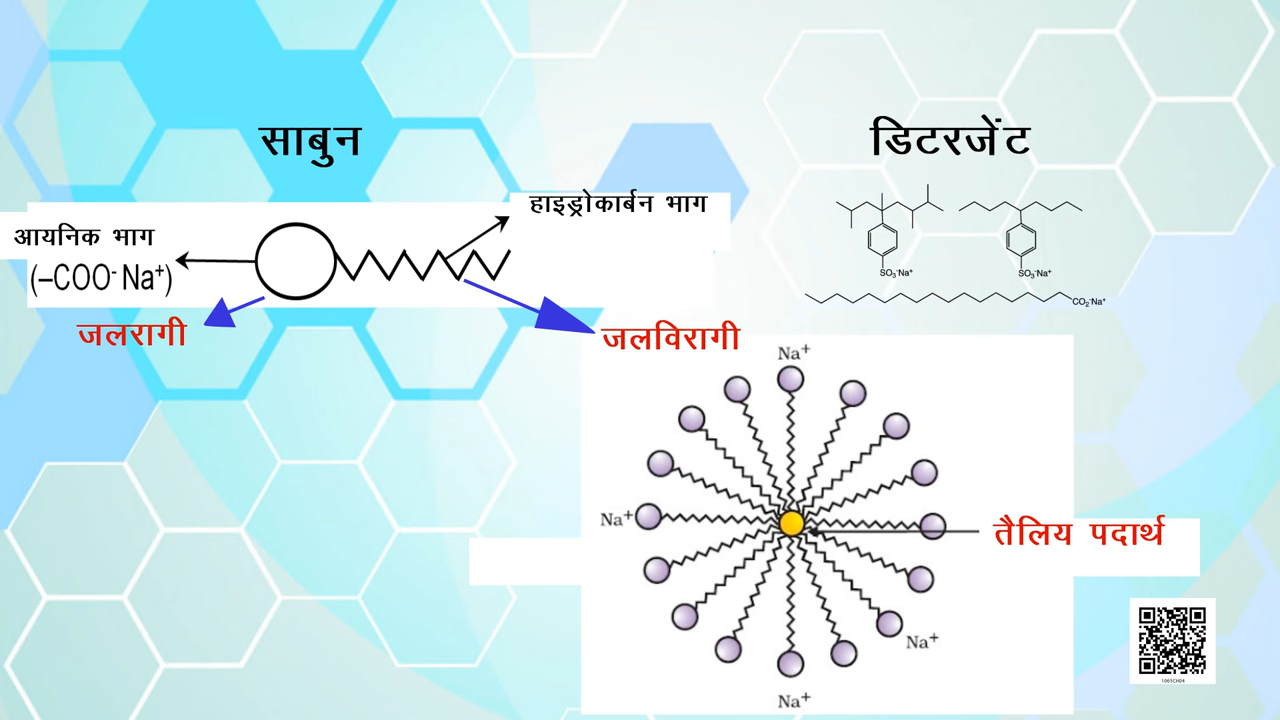 साबुन
डिटरजेंट
हाइड्रोकार्बन भाग
आयनिक भाग
(–COO⁻ Na⁺)
SO₃⁻Na⁺
SO₃⁻Na⁺
CO₂⁻Na⁺
जलरागी
जलविरागी
Na⁺
Na⁺
तैलिय पदार्थ
Na⁺
Na⁺
1065CH04